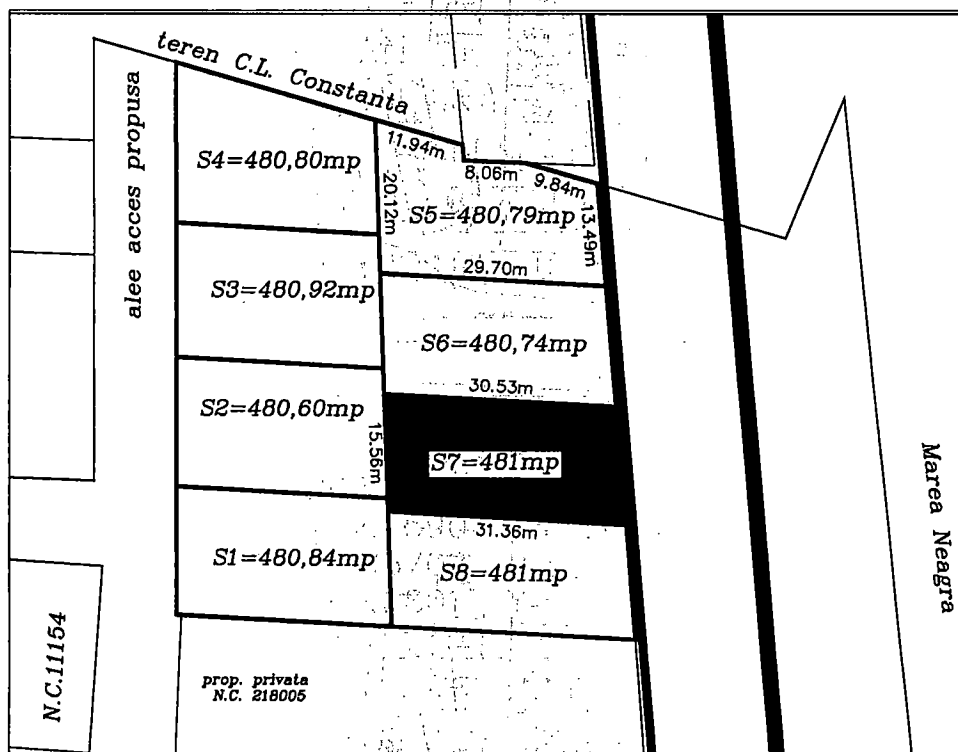 teren C.L. Constanta
alee acces propusa
S4=480,80mp
11.94m
8.06m
9.84m
20.12m
S5=480,79mp
13.49m
29.70m
S3=480,92mp
S6=480,74mp
30.53m
S2=480,60mp
15.56m
S7=481mp
31.36m
S1=480,84mp
S8=481mp
Marea Neagra
N.C.11154
prop. privata
N.C. 218005